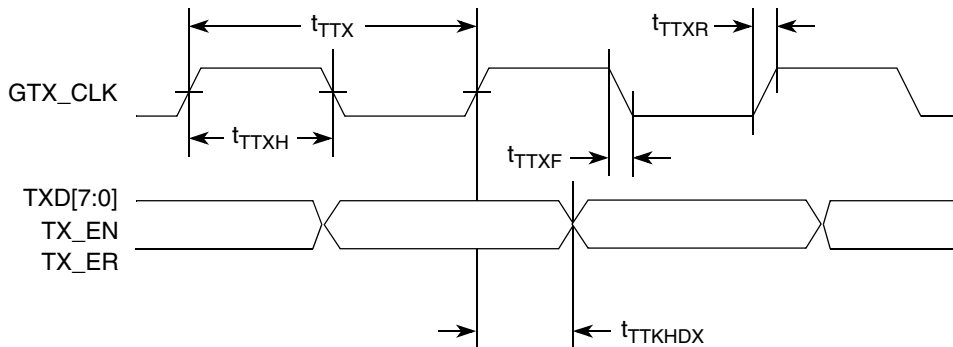 tTTX
tTTXR
GTX_CLK
tTTXH
tTTXF
TXD[7:0]
TX_EN
TX_ER
tTTKHDX